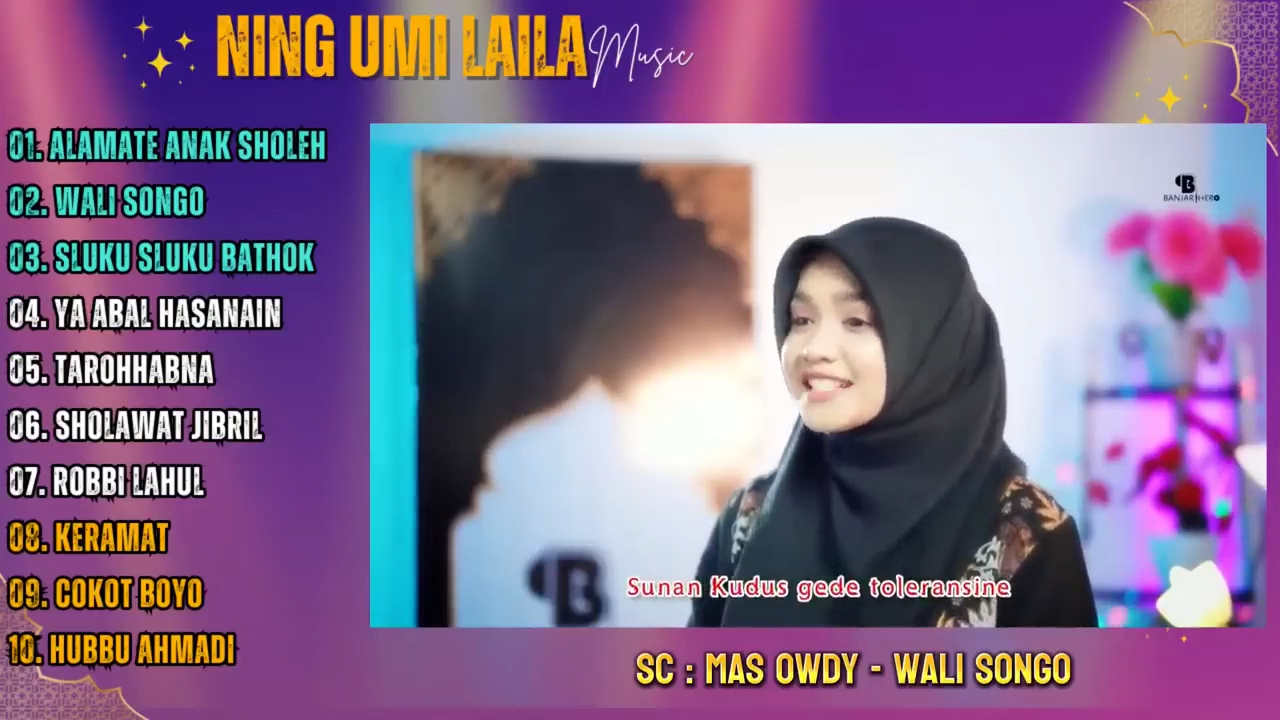 NING UMI LAILA Music
01. ALAMATE ANAK SHOLEH
02. WALI SONGO
03. SLUKU SLUKU BATHOK
04. YA ABAL HASANAIN
05. TAROHHABNA
06. SHOLAWAT JIBRIL
07. ROBBI LAHUL
08. KERAMAT
09. COKOT BOYO
10. HUBBU AHMADI
BANJAR HERO
B
Sunan Kudus gede toleransine
SC : MAS OWDY - WALI SONGO